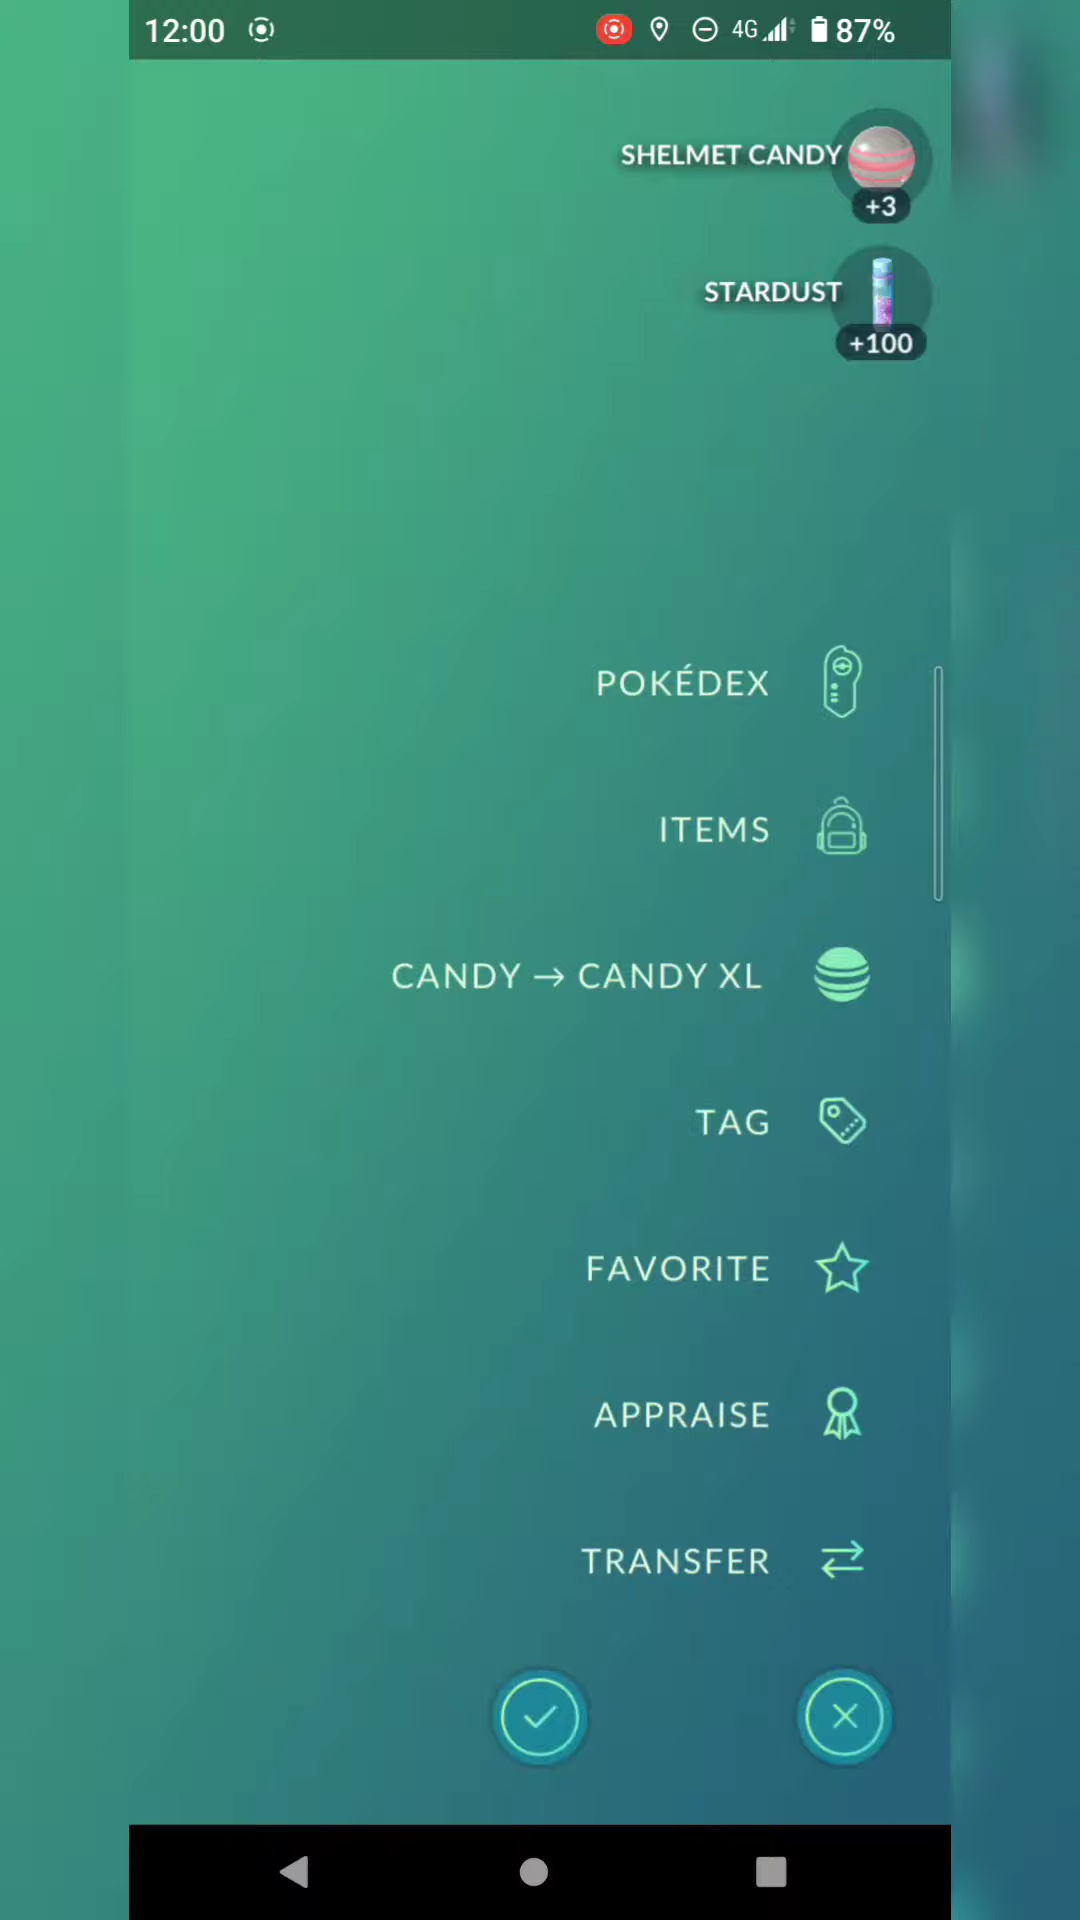 12:00
4G 87%
SHELMET CANDY
+3
STARDUST
+100
POKÉDEX
ITEMS
CANDY → CANDY XL
TAG
FAVORITE
APPRAISE
TRANSFER